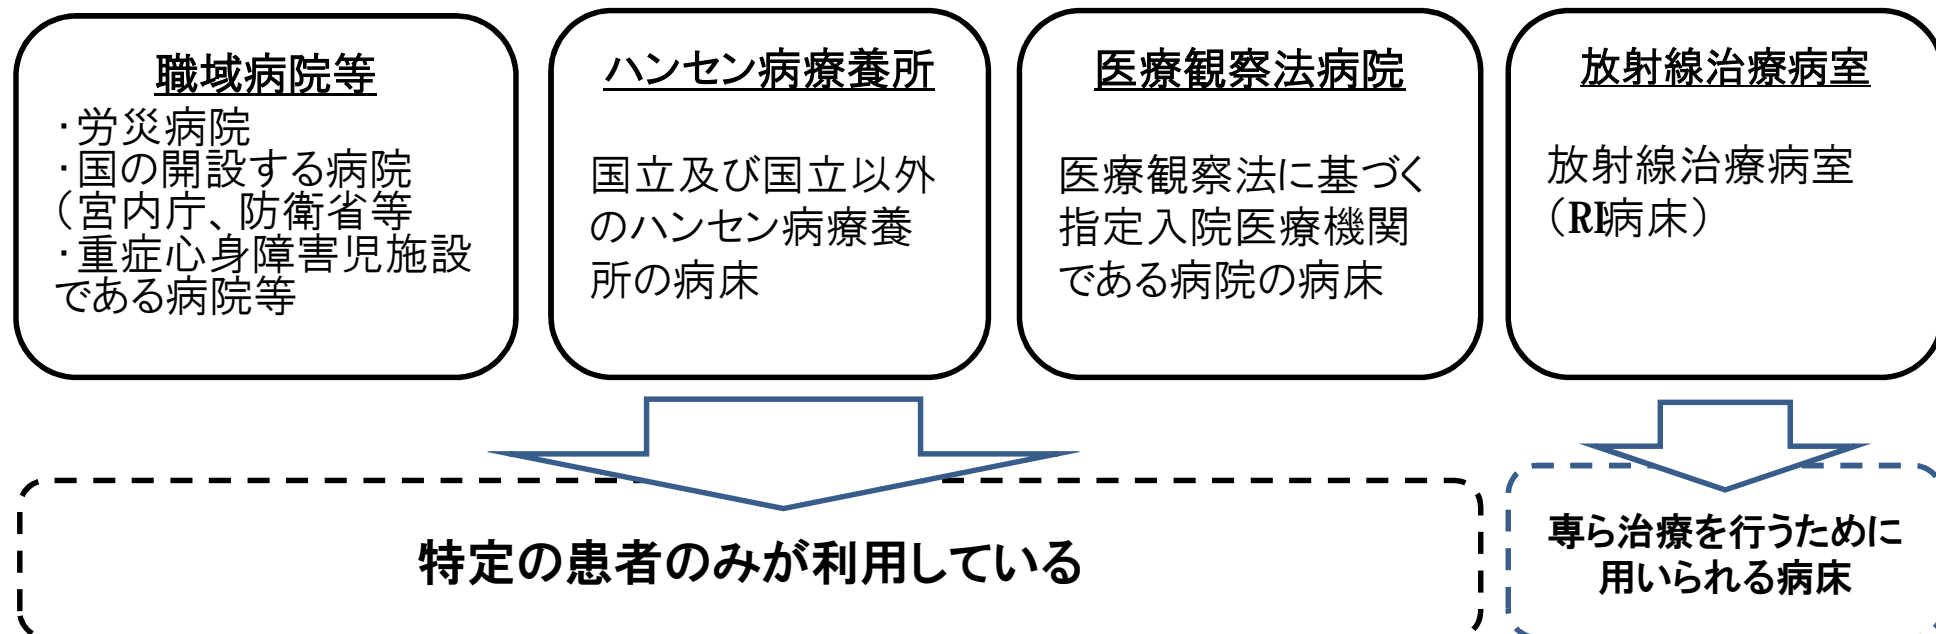 職域病院等
・労災病院
・国の開設する病院
（宮内庁、防衛省等
・重症心身障害児施設
である病院等
ハンセン病療養所
国立及び国立以外
のハンセン病療養
所の病床
医療観察法病院
医療観察法に基づく
指定入院医療機関
である病院の病床
放射線治療病室
放射線治療病室
（RI病床）
特定の患者のみが利用している
専ら治療を行うために
用いられる病床